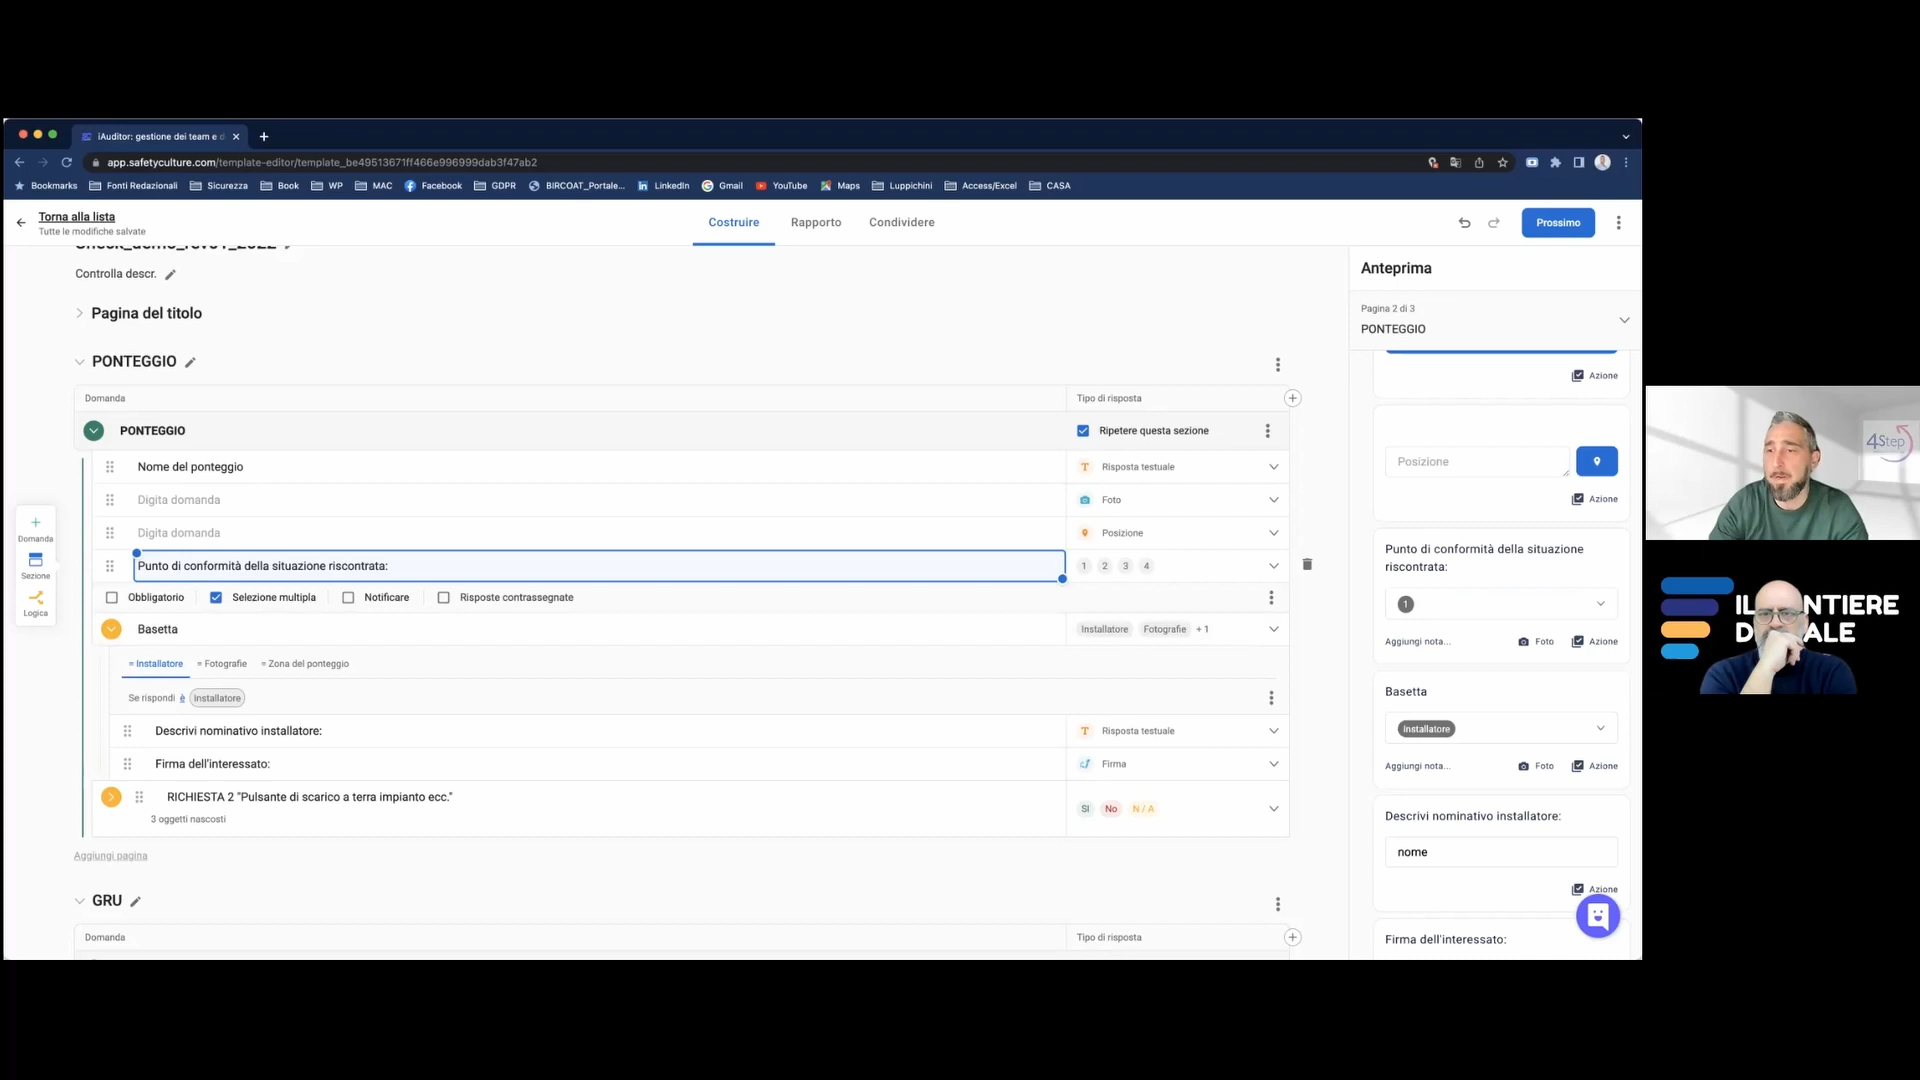 iAuditor: gestione dei team e d
app.safetyculture.com/template-editor/template_be49513671ff466e996999dab3f47ab2
Bookmarks Fonti Redazionali Sicurezza Book WP MAC Facebook GDPR BIRCOAT_Portale... LinkedIn Gmail YouTube Maps Luppichini Access/Excel CASA
Torna alla lista
Tutte le modifiche salvate
Costruire Rapporto Condividere
Prossimo
Controlla descr.
Pagina del titolo
PONTEGGIO
Domanda Tipo di risposta
PONTEGGIO Ripetere questa sezione
Nome del ponteggio Risposta testuale
Digita domanda Foto
Digita domanda Posizione
Punto di conformità della situazione riscontrata: 1 2 3 4
Obbligatorio Selezione multipla Notificare Risposte contrassegnate
Basetta Installatore Fotografie + 1
= Installatore = Fotografie = Zona del ponteggio
Se rispondi è Installatore
Descrivi nominativo installatore: Risposta testuale
Firma dell'interessato: Firma
RICHIESTA 2 "Pulsante di scarico a terra impianto ecc." SI No N / A
3 oggetti nascosti
Aggiungi pagina
GRU
Domanda Tipo di risposta
Domanda
Sezione
Logica
Anteprima
Pagina 2 di 3
PONTEGGIO
Azione
Posizione
Azione
Punto di conformità della situazione
riscontrata:
1
Aggiungi nota... Foto Azione
Basetta
Installatore
Aggiungi nota... Foto Azione
Descrivi nominativo installatore:
nome
Azione
Firma dell'interessato:
4Step